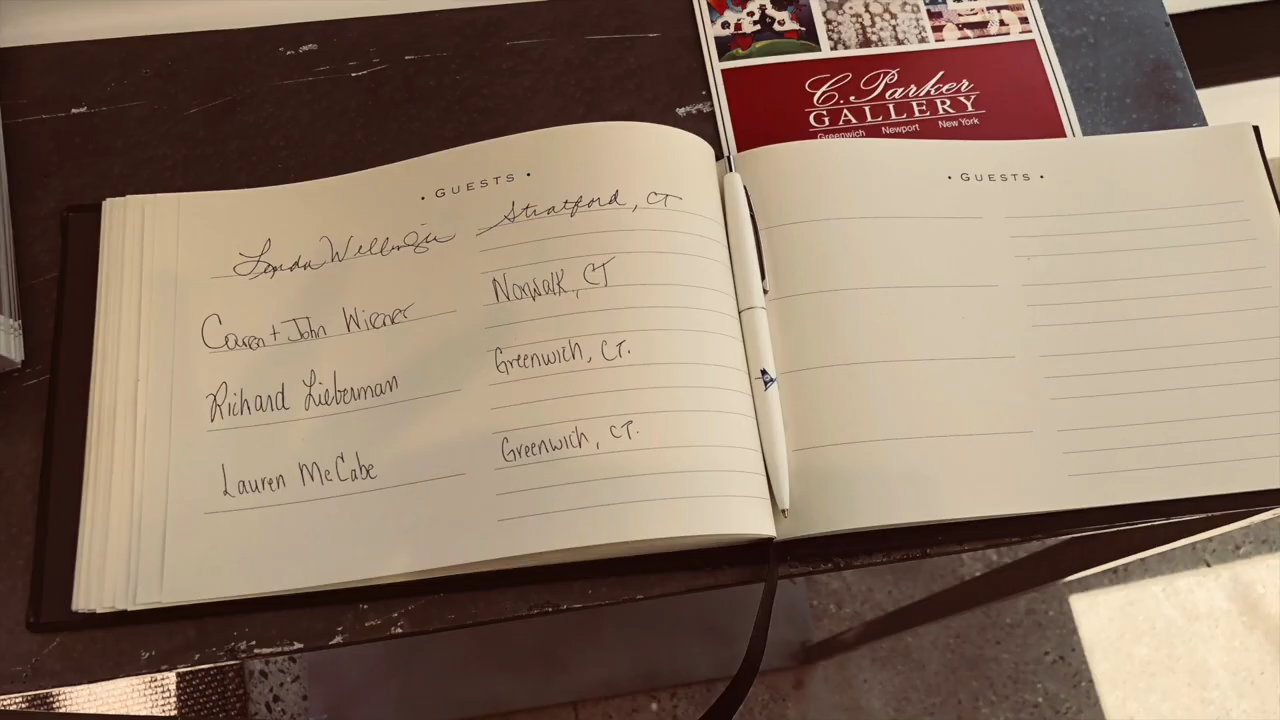 C. Parker
GALLERY
Greenwich Newport New York
• GUESTS •
Stratford, CT
Caren + John Wiener Norwalk, CT
Richard Lieberman Greenwich, CT.
Lauren McCabe Greenwich, CT.
• GUESTS •